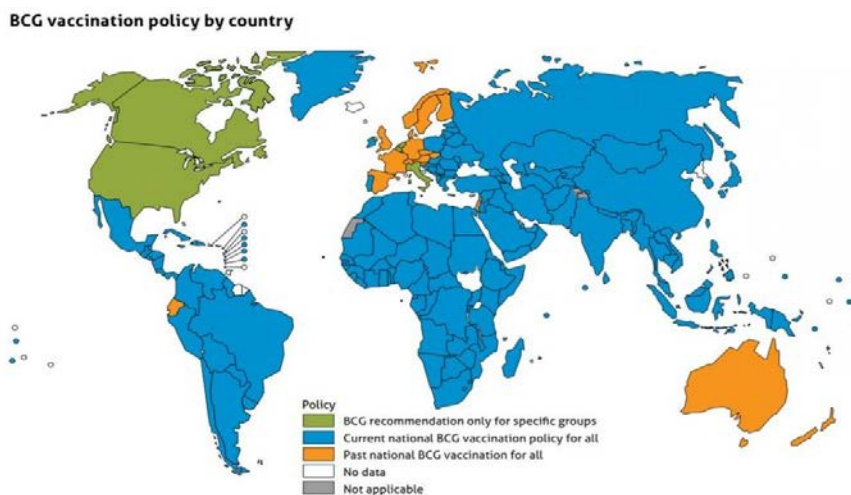 BCG vaccination policy by country
Policy
BCG recommendation only for specific groups
Current national BCG vaccination policy for all
Past national BCG vaccination for all
No data
Not applicable